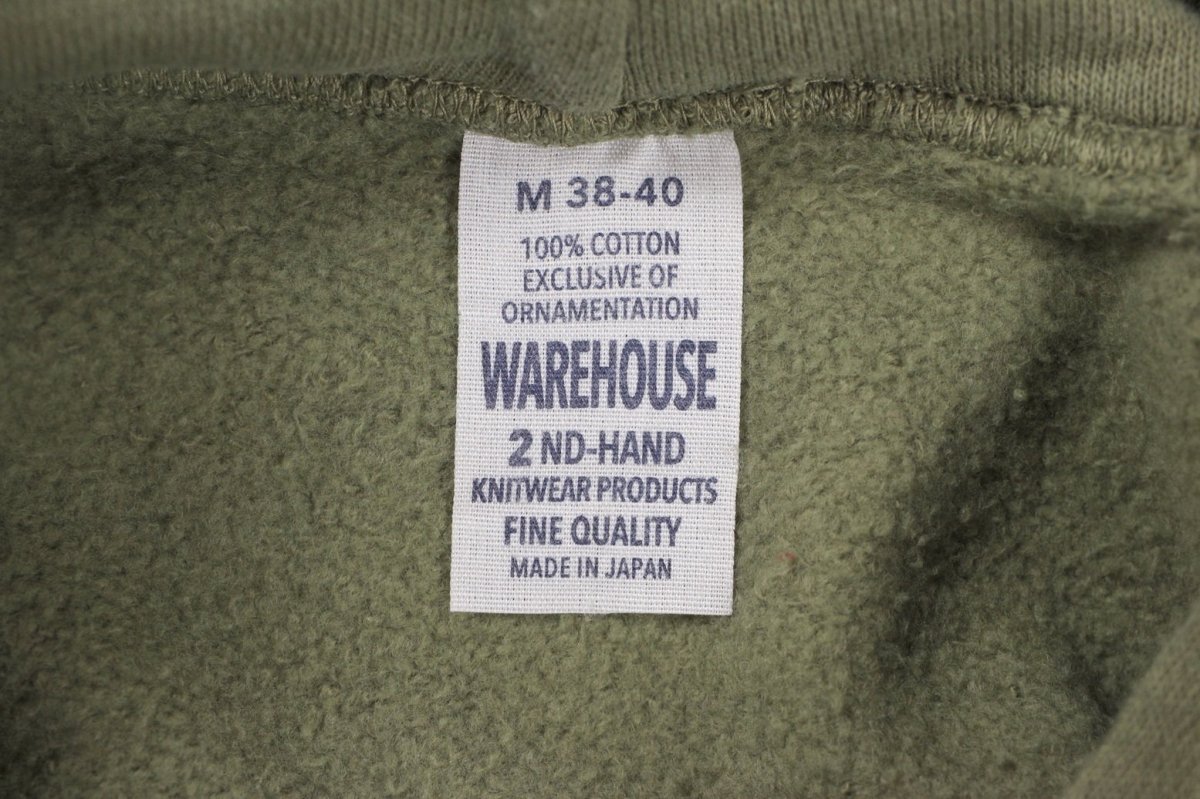 M 38-40
100% COTTON
EXCLUSIVE OF
ORNAMENTATION
WAREHOUSE
2 ND-HAND
KNITWEAR PRODUCTS
FINE QUALITY
MADE IN JAPAN